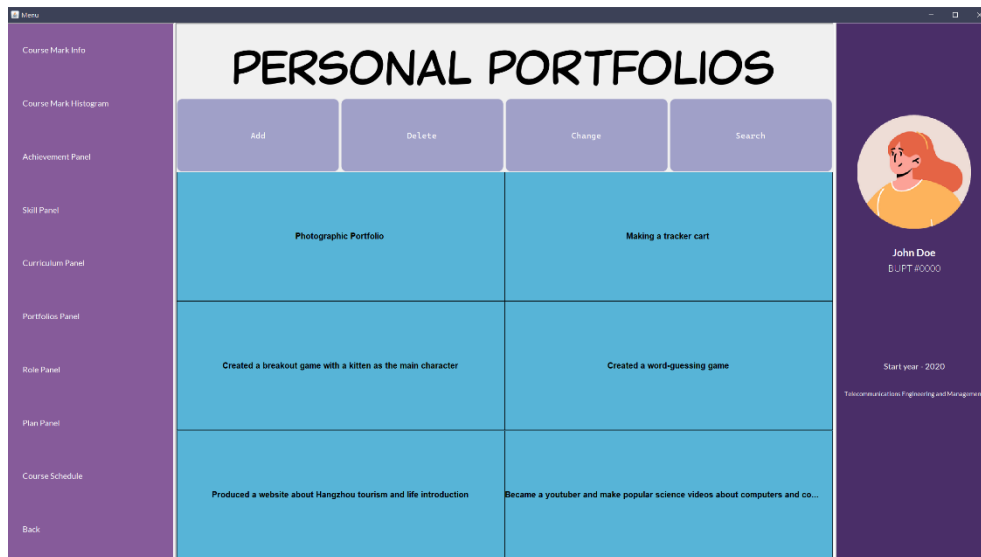 Menu
Course Mark Info
Course Mark Histogram
Achievement Panel
Skill Panel
Curriculum Panel
Portfolios Panel
Role Panel
Plan Panel
Course Schedule
Back
PERSONAL PORTFOLIOS
Add
Delete
Change
Search
Photographic Portfolio
Making a tracker cart
Created a breakout game with a kitten as the main character
Created a word-guessing game
Produced a website about Hangzhou tourism and life introduction
Became a youtuber and make popular science videos about computers and co...
John Doe
BUPT #0000
Start year - 2020
Telecommunications Engineering and Managemen